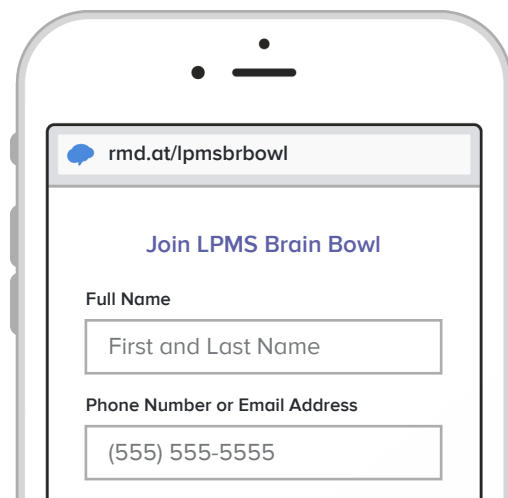 rmd.at/lpmsbrbowl
Join LPMS Brain Bowl
Full Name
First and Last Name
Phone Number or Email Address
(555) 555-5555